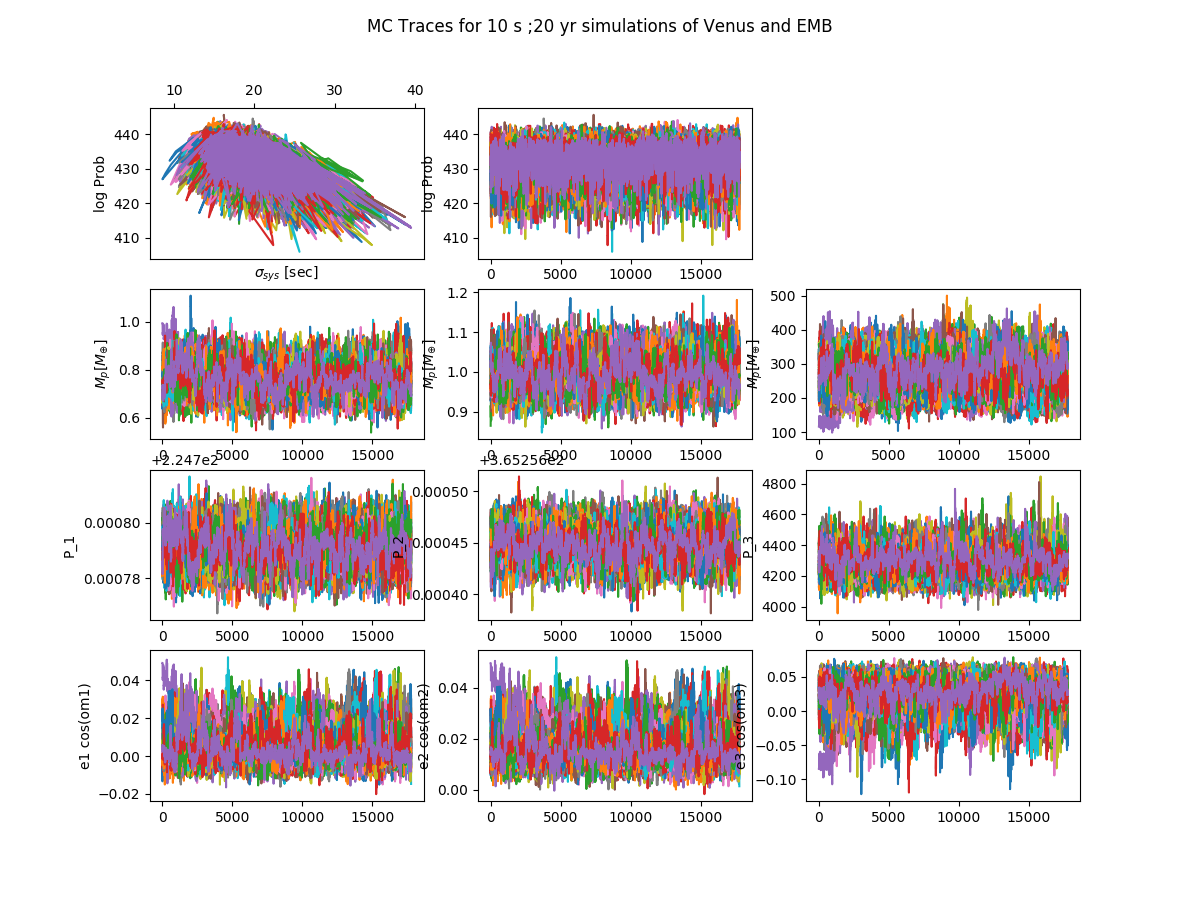 MC Traces for 10 s ;20 yr simulations of Venus and EMB
10 20 30 40
440 430 420 410
log Prob
σ_sys [sec]
440 430 420 410
log Prob
0 5000 10000 15000
1.0 0.8 0.6
M_p[M_⊕]
0 5000 10000 15000
1.2 1.1 1.0 0.9
M_p[M_⊕]
0 5000 10000 15000
500 400 300 200 100
M_p[M_⊕]
0 5000 10000 15000
+2.247e2
0.00080 0.00078
P_1
0 5000 10000 15000
+3.65256e2
0.00050 0.00045 0.00040
P_2
0 5000 10000 15000
4800 4600 4400 4200 4000
P_3
0 5000 10000 15000
0.04 0.02 0.00 −0.02
e1 cos(om1)
0 5000 10000 15000
0.04 0.02 0.00
e2 cos(om2)
0 5000 10000 15000
0.05 0.00 −0.05 −0.10
e3 cos(om3)
0 5000 10000 15000